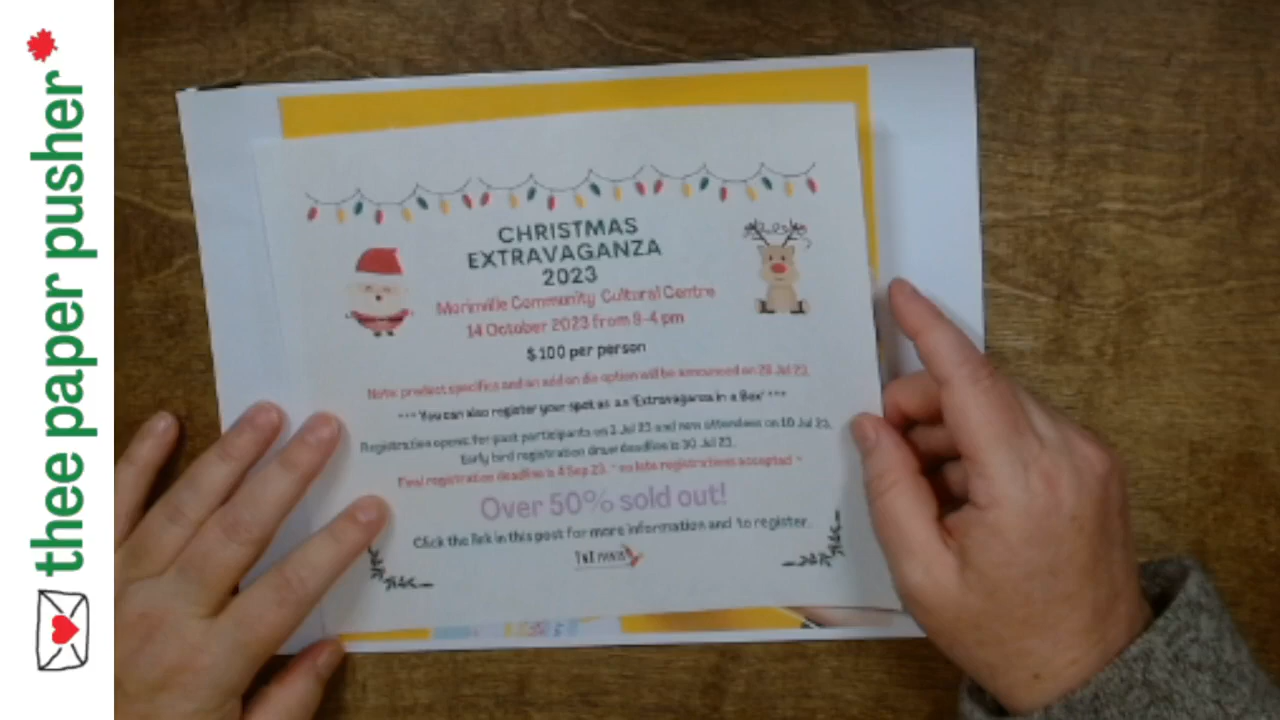 thee paper pusher
CHRISTMAS
EXTRAVAGANZA
2023
Morinville Community Cultural Centre
14 October 2023 from 8-4 pm
$100 per person
Note: product specifics and an add on die option will be announced on 28 Jul 23.
*** You can also register your spot as an 'Extravaganza in a Box' ***
Registration opens for past participants on 3 Jul 23 and new attendees on 10 Jul 23.
Early bird registration draw deadline is 30 Jul 23.
Final registration deadline is 4 Sep 23. * no late registrations accepted *
Over 50% sold out!
Click the link in this post for more information and to register.